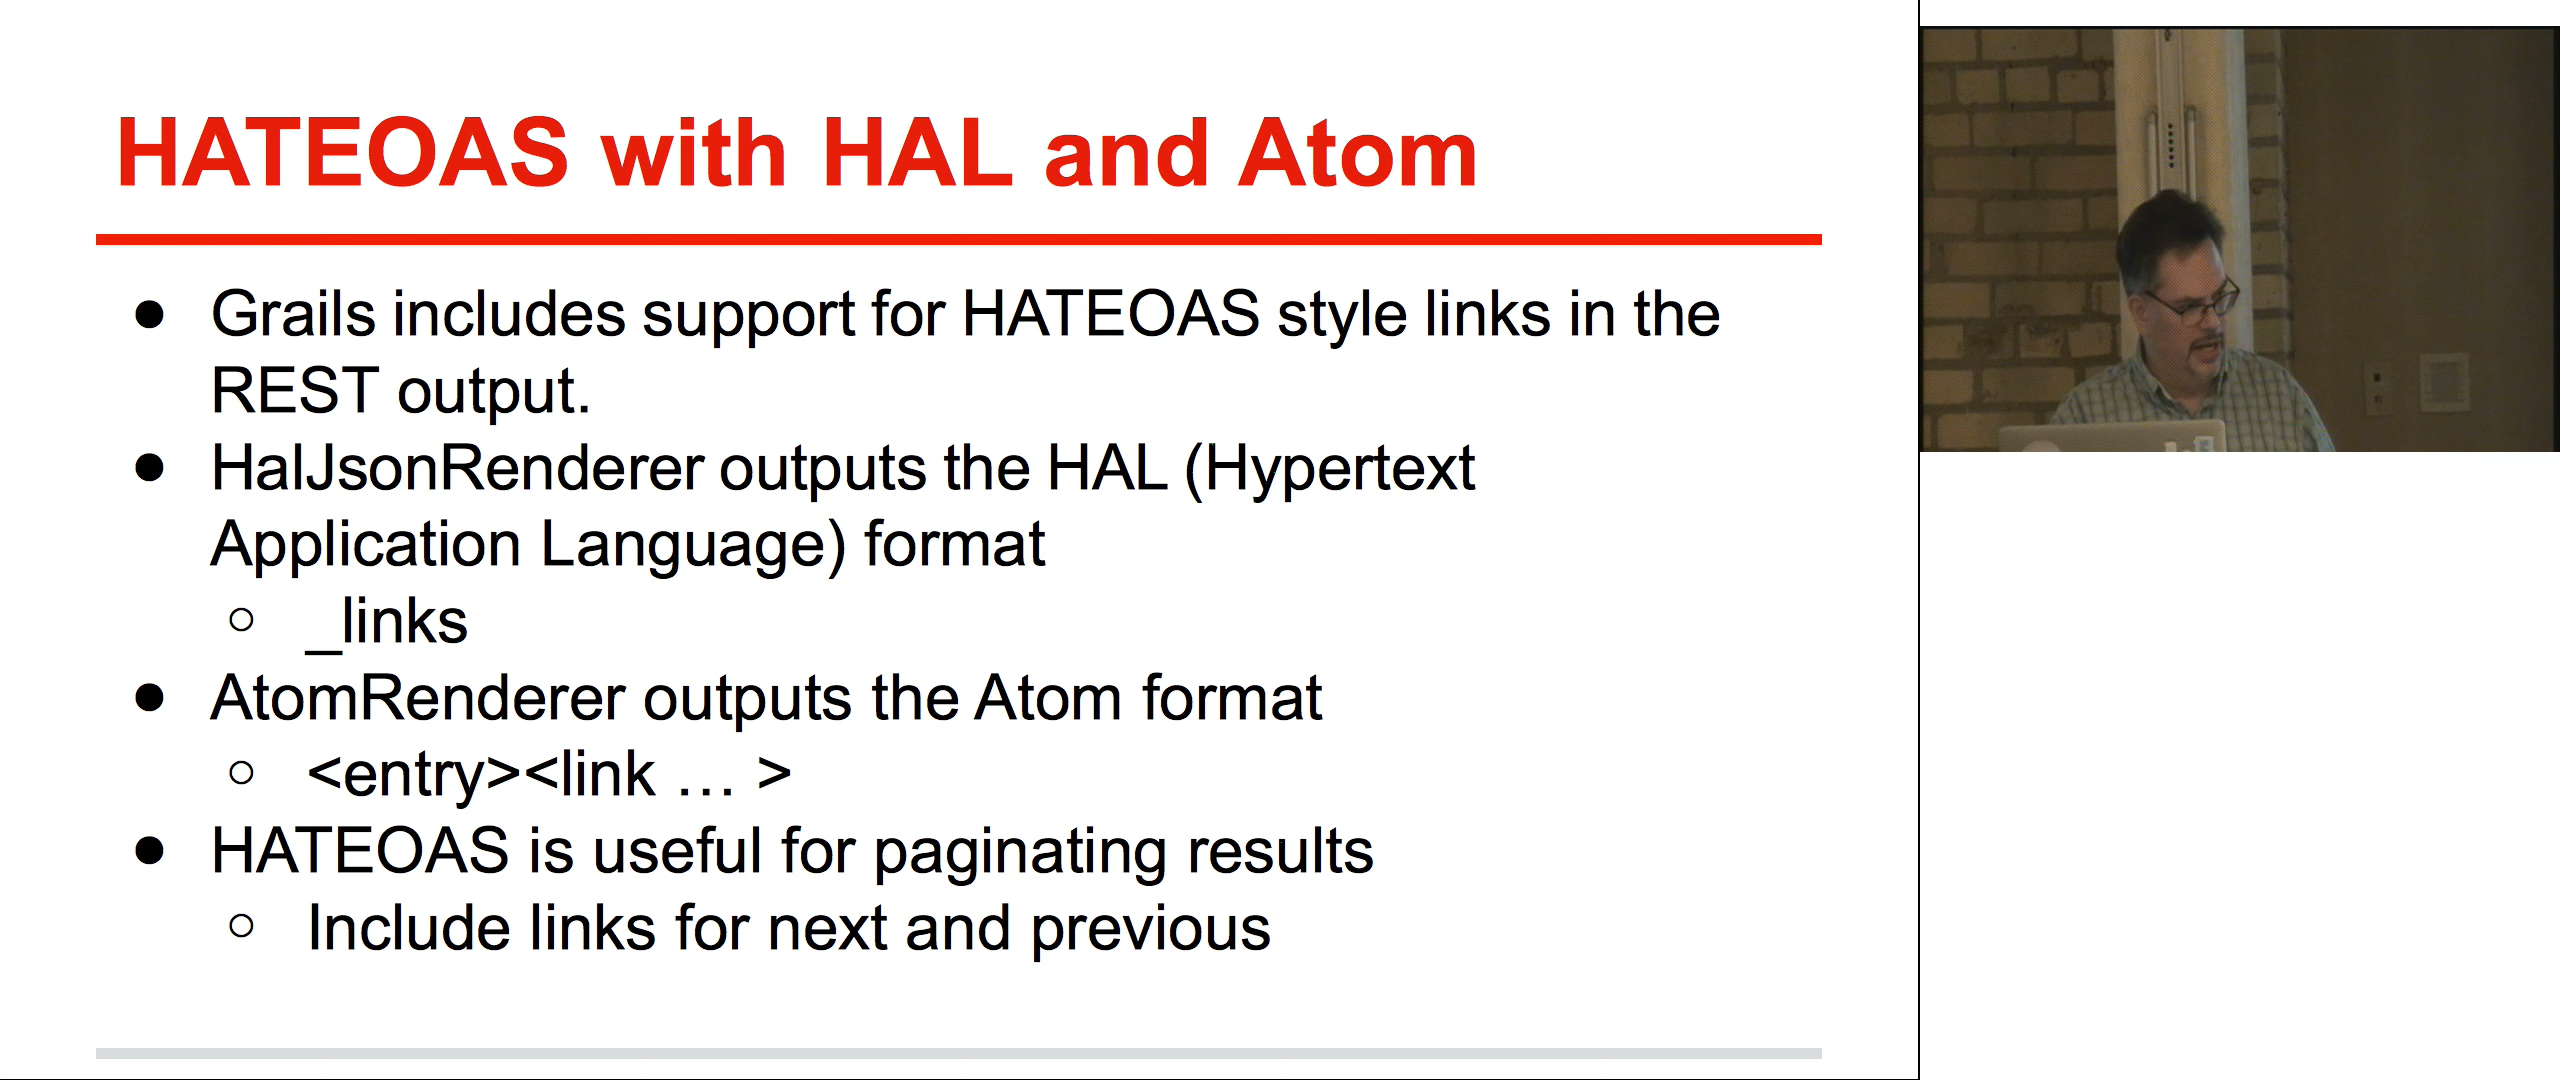 HATEOAS with HAL and Atom
● Grails includes support for HATEOAS style links in the
REST output.
● HalJsonRenderer outputs the HAL (Hypertext
Application Language) format
○ _links
● AtomRenderer outputs the Atom format
○ <entry><link … >
● HATEOAS is useful for paginating results
○ Include links for next and previous